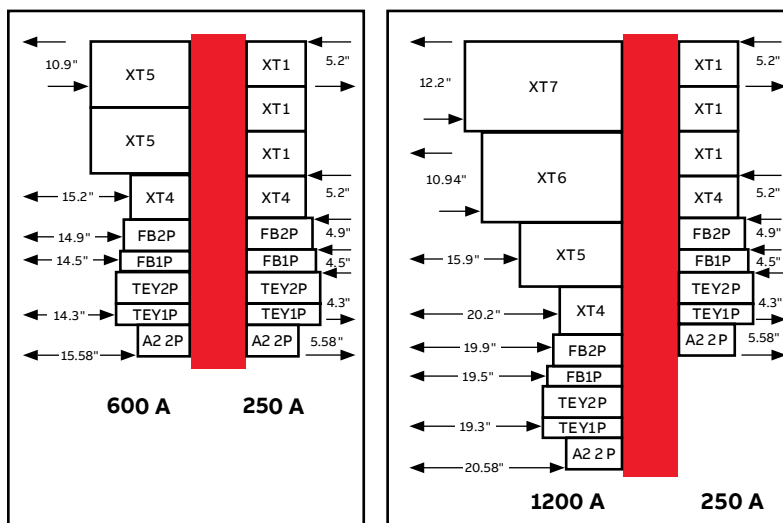 10.9"
XT5
XT5
15.2"
XT4
14.9"
FB2P
14.5"
FB1P
TEY2P
14.3"
TEY1P
15.58"
A2 2P
XT1
5.2"
XT1
XT1
XT4
5.2"
FB2P
4.9"
FB1P
4.5"
TEY2P
4.3"
TEY1P
A2 2P
5.58"
600 A
250 A
12.2"
XT7
10.94"
XT6
15.9"
XT5
20.2"
XT4
19.9"
FB2P
19.5"
FB1P
TEY2P
19.3"
TEY1P
20.58"
A2 2P
XT1
5.2"
XT1
XT1
XT4
5.2"
FB2P
4.9"
FB1P
4.5"
TEY2P
4.3"
TEY1P
A2 2P
5.58"
1200 A
250 A